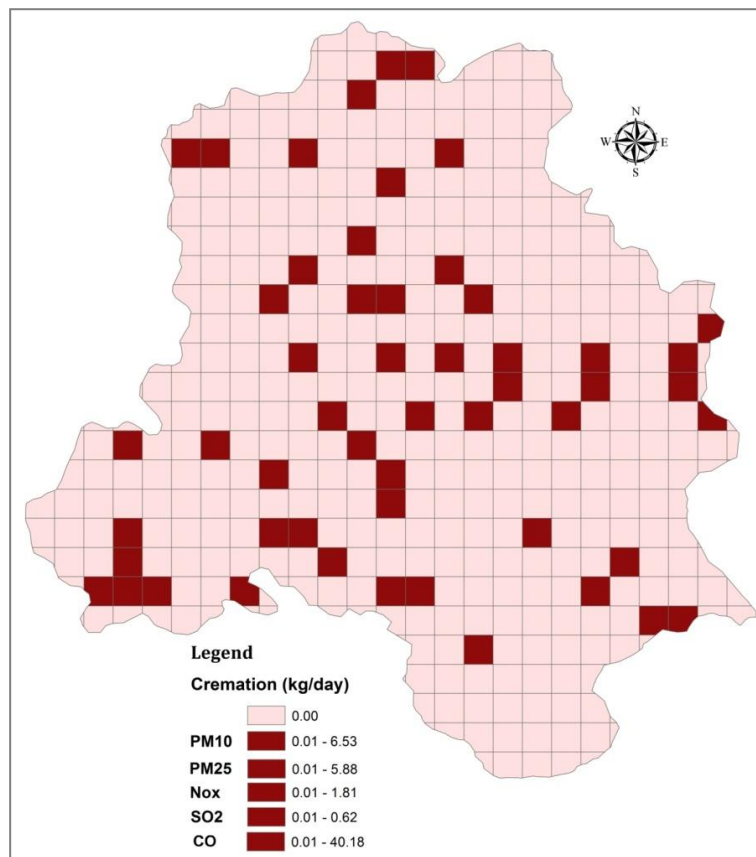 N
W E
S
Legend
Cremation (kg/day)
0.00
PM10 0.01 - 6.53
PM25 0.01 - 5.88
Nox 0.01 - 1.81
SO2 0.01 - 0.62
CO 0.01 - 40.18